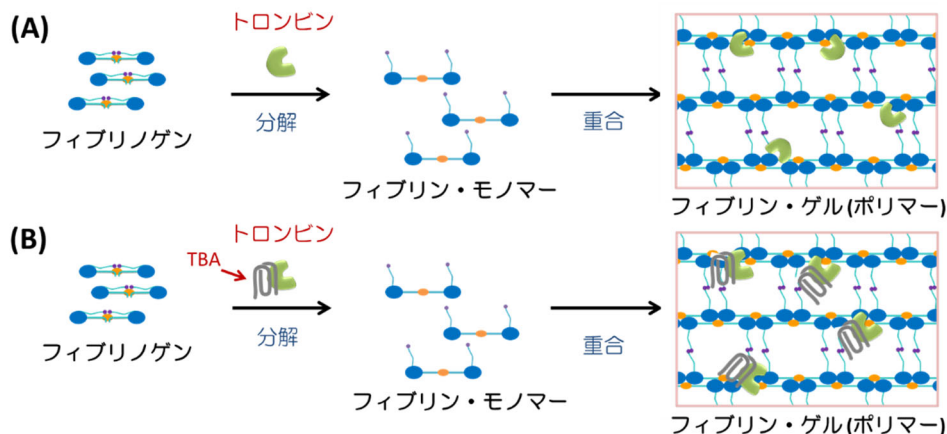 (A)
トロンビン
フィブリノゲン
分解
フィブリン・モノマー
重合
フィブリン・ゲル(ポリマー)
(B)
トロンビン
TBA
フィブリノゲン
分解
フィブリン・モノマー
重合
フィブリン・ゲル(ポリマー)